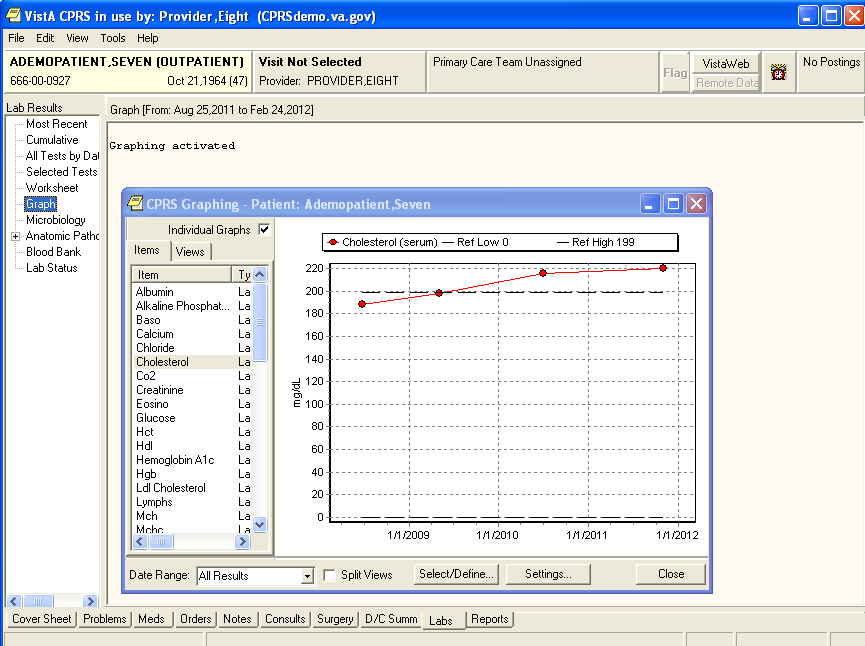 VistA CPRS in use by: Provider,Eight (CPRSdemo.va.gov)
File Edit View Tools Help
ADEMOPATIENT,SEVEN (OUTPATIENT)
666-00-0927 Oct 21,1964 (47)
Visit Not Selected
Provider: PROVIDER,EIGHT
Primary Care Team Unassigned
Flag
VistaWeb
Remote Data
No Postings
Lab Results
Most Recent
Cumulative
All Tests by Dat
Selected Tests
Worksheet
Graph
Microbiology
Anatomic Patho
Blood Bank
Lab Status
Graph [From: Aug 25,2011 to Feb 24,2012]
Graphing activated
CPRS Graphing - Patient: Ademopatient,Seven
Individual Graphs
Items Views
Item Ty
Albumin La
Alkaline Phosphat... La
Baso La
Calcium La
Chloride La
Cholesterol La
Co2 La
Creatinine La
Eosino La
Glucose La
Hct La
Hdl La
Hemoglobin A1c La
Hgb La
Ldl Cholesterol La
Lymphs La
Mch La
Mchc La
Cholesterol (serum) Ref Low 0 Ref High 199
220
200
180
160
140
120
100
80
60
40
20
0
mg/dL
1/1/2009 1/1/2010 1/1/2011 1/1/2012
Date Range: All Results Split Views Select/Define... Settings... Close
Cover Sheet Problems Meds Orders Notes Consults Surgery D/C Summ Labs Reports